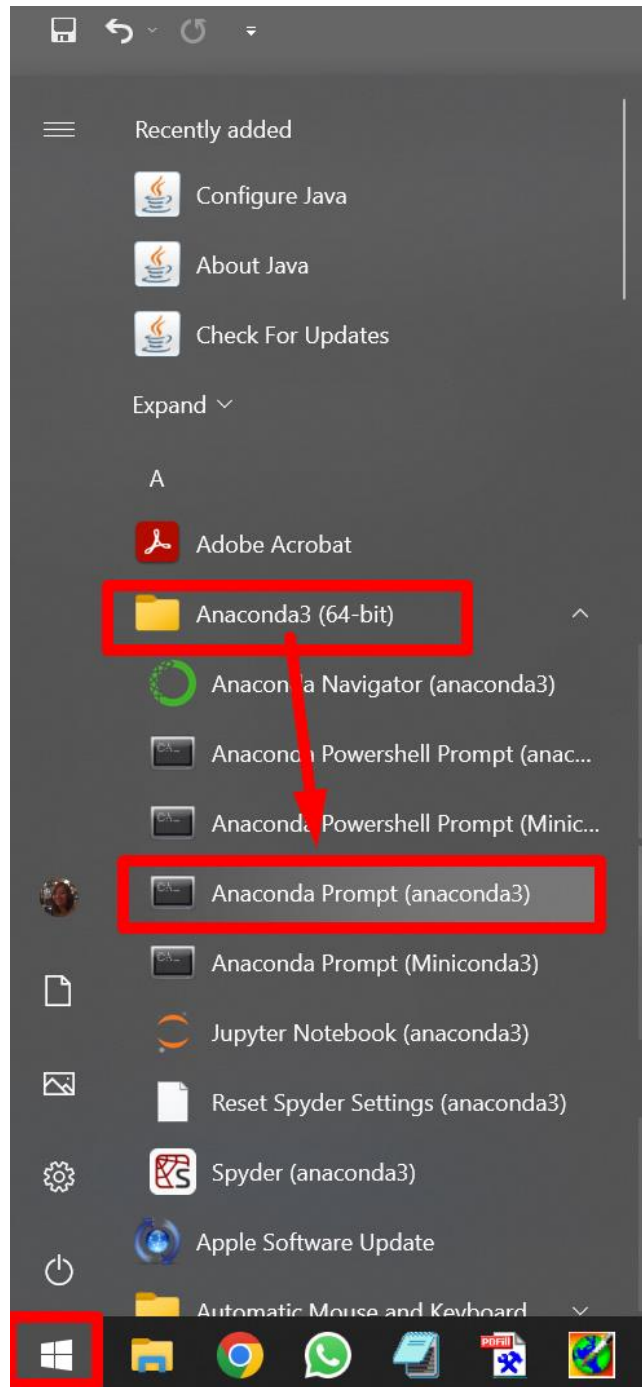 Recently added
Configure Java
About Java
Check For Updates
Expand
A
Adobe Acrobat
Anaconda3 (64-bit)
Anaconda Navigator (anaconda3)
Anaconda Powershell Prompt (anac...
Anaconda Powershell Prompt (Minic...
Anaconda Prompt (anaconda3)
Anaconda Prompt (Miniconda3)
Jupyter Notebook (anaconda3)
Reset Spyder Settings (anaconda3)
Spyder (anaconda3)
Apple Software Update
Automatic Mouse and Keyboard
PDFill